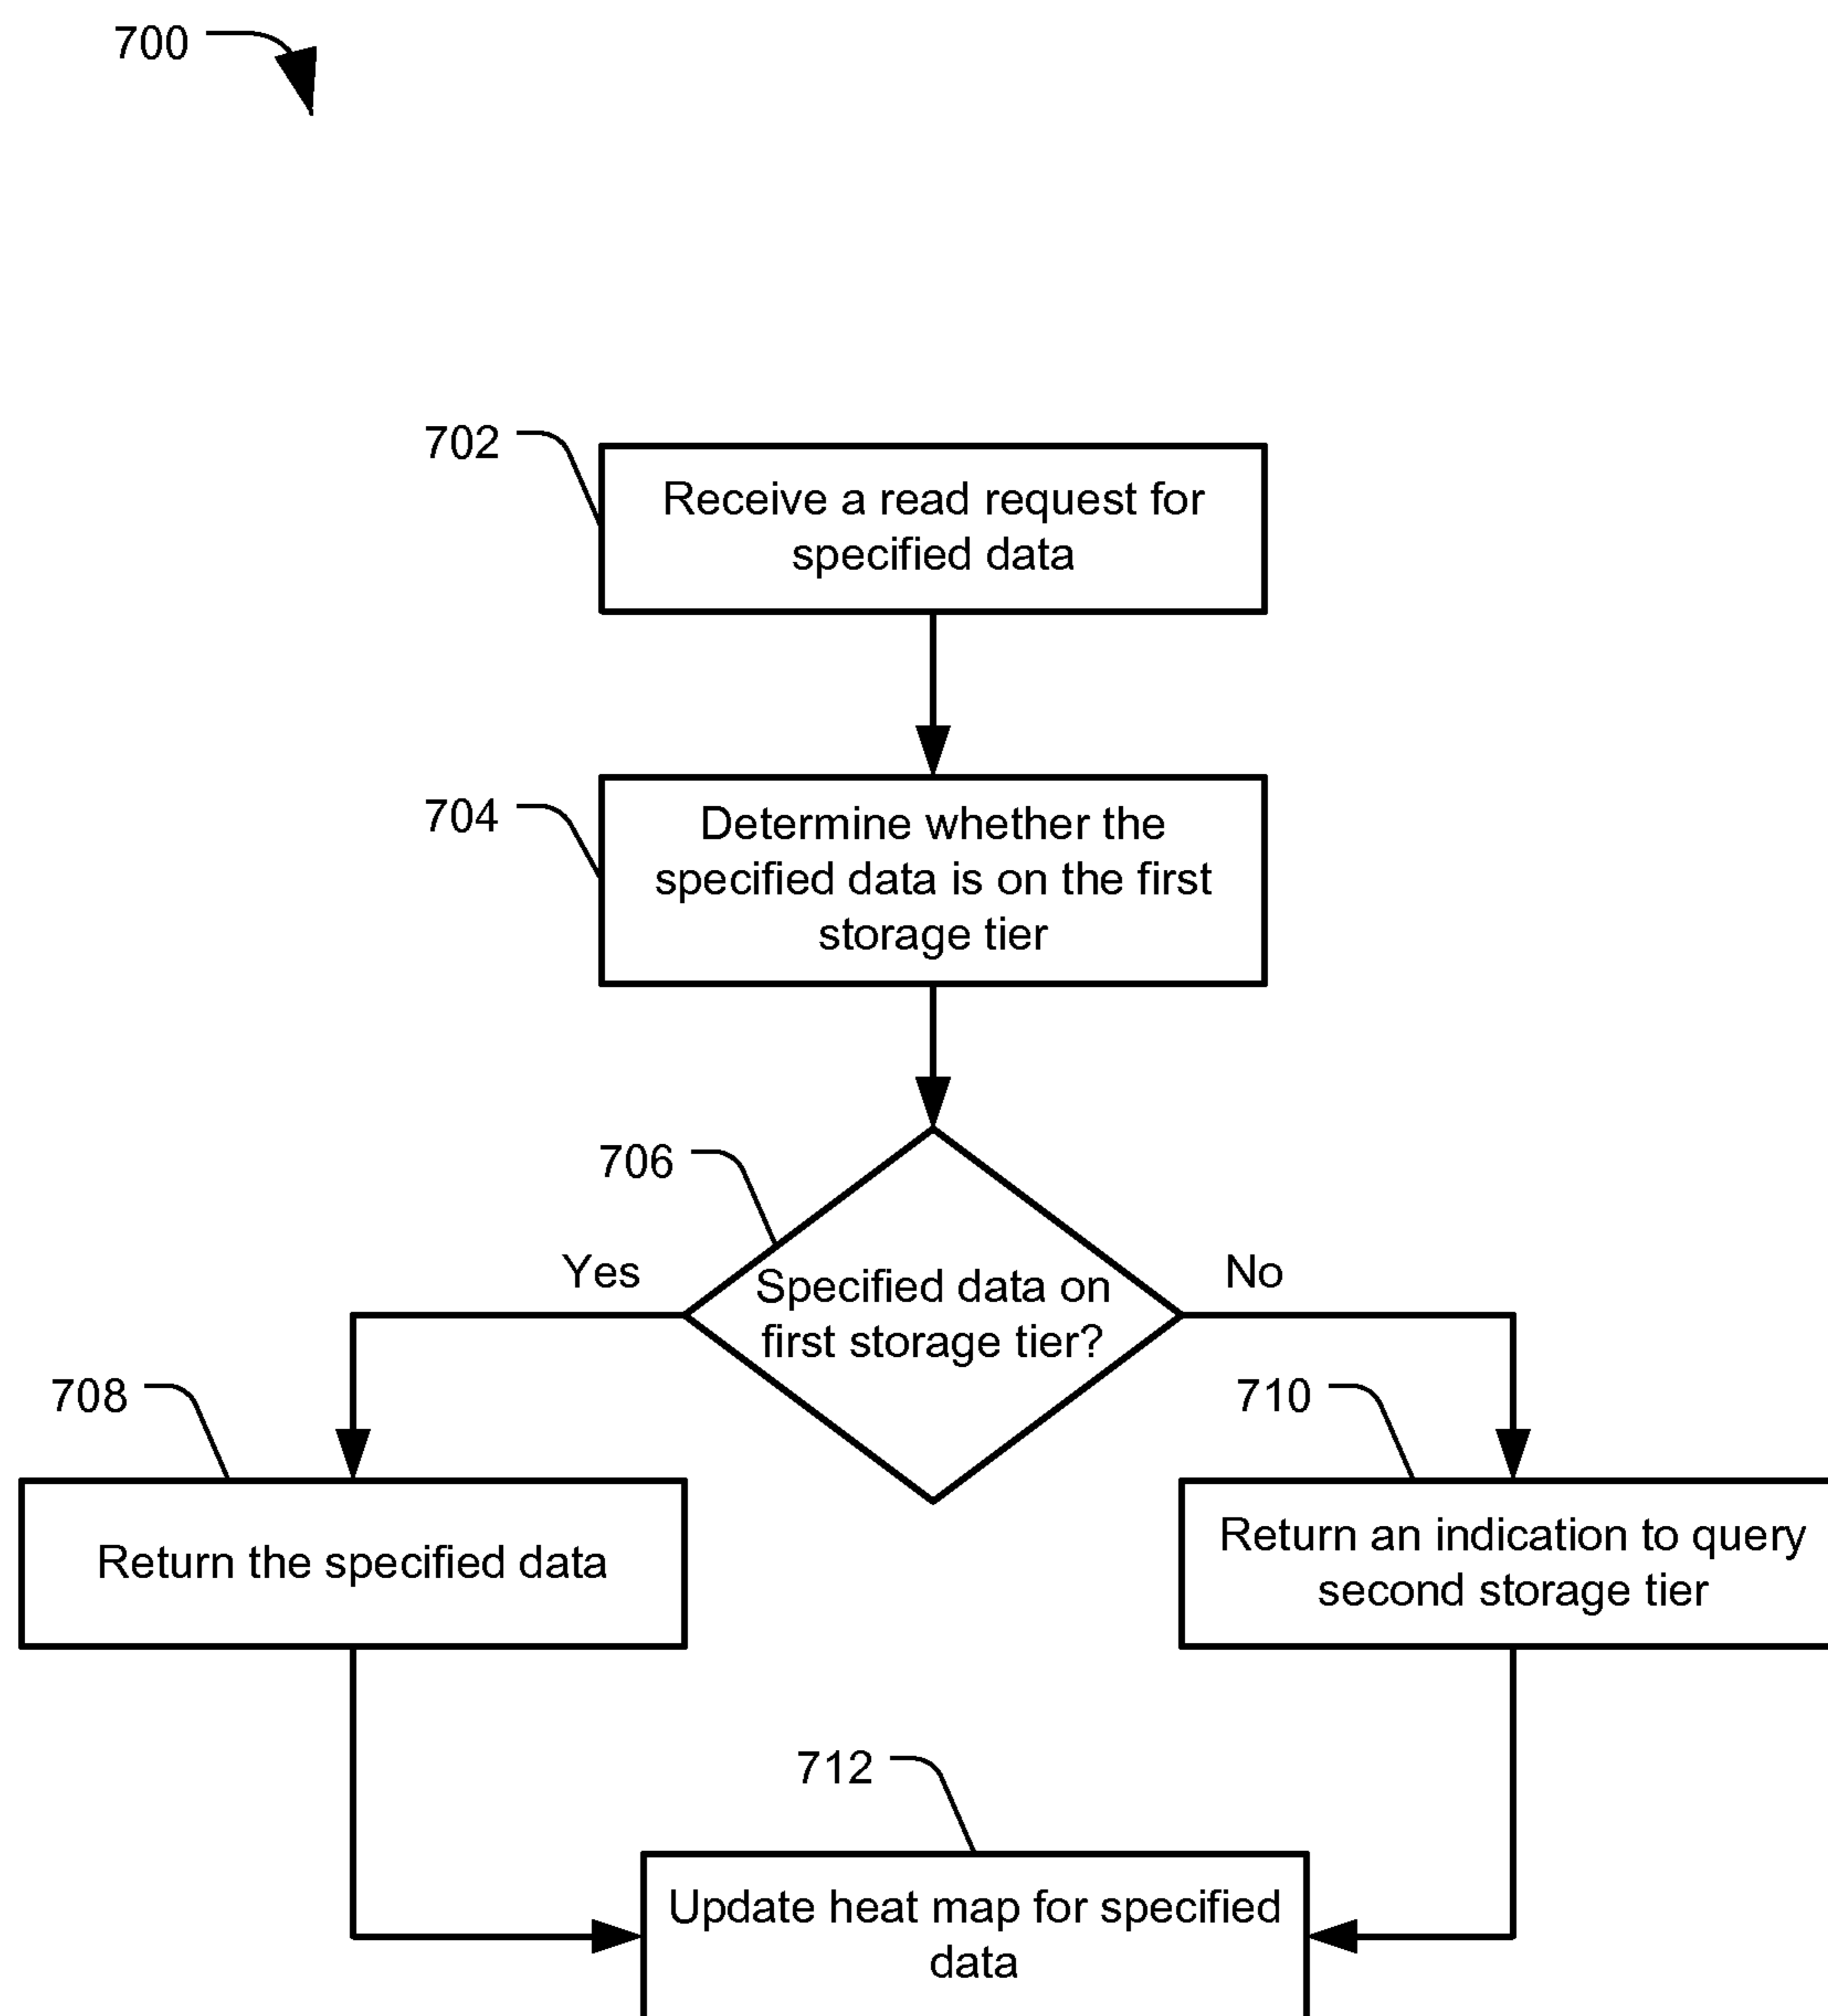 700
702
Receive a read request for
specified data
704
Determine whether the
specified data is on the first
storage tier
706
Yes
No
Specified data on
first storage tier?
708
710
Return the specified data
Return an indication to query
second storage tier
712
Update heat map for specified
data